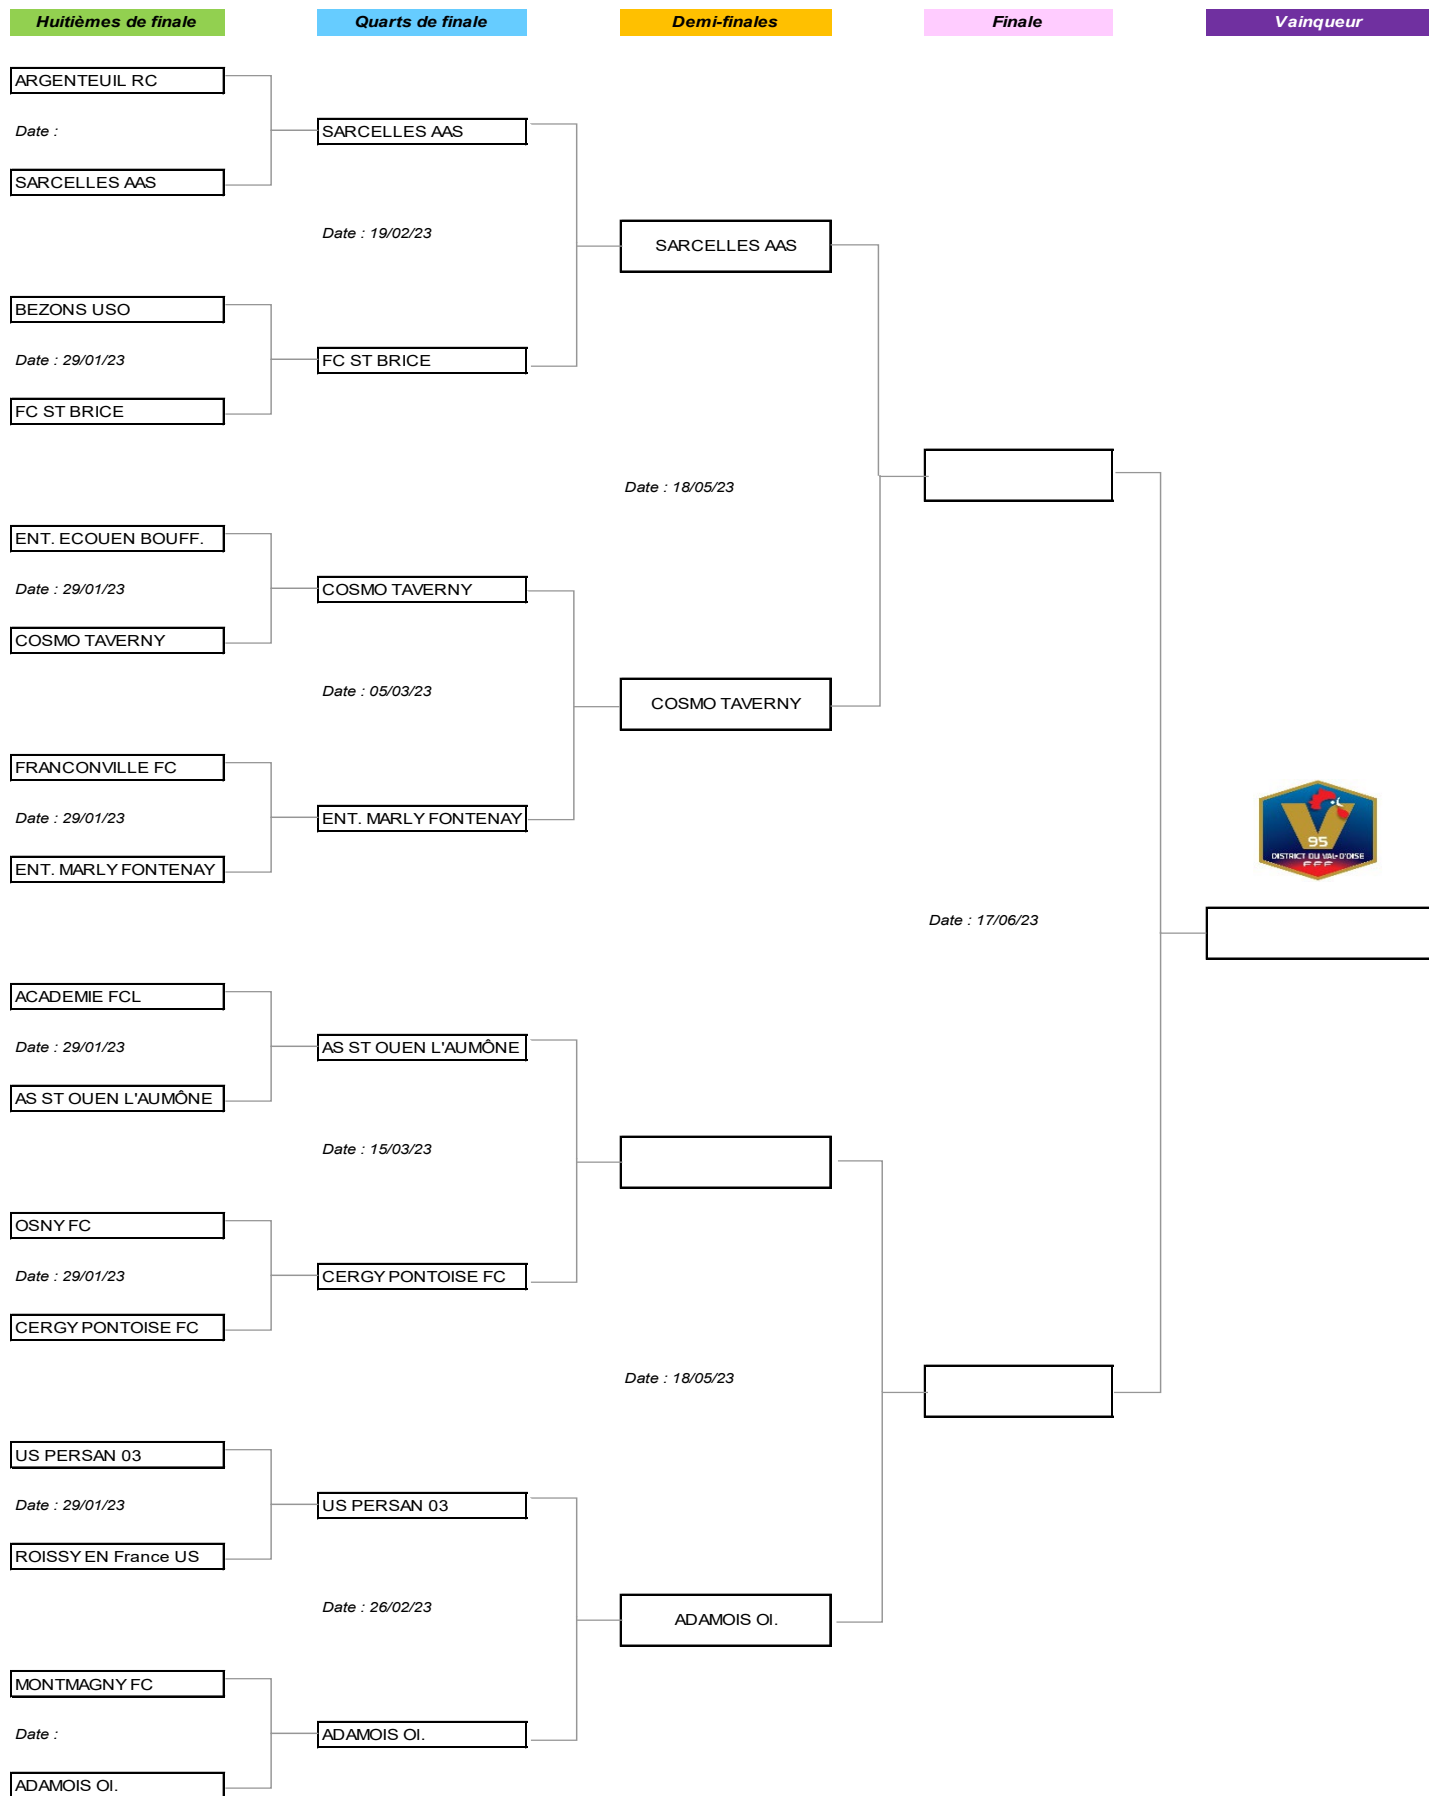 Huitièmes de finale
Quarts de finale
Demi-finales
Finale
Vainqueur
ARGENTEUIL RC
Date :
SARCELLES AAS
SARCELLES AAS
Date : 19/02/23
SARCELLES AAS
BEZONS USO
Date : 29/01/23
FC ST BRICE
FC ST BRICE
Date : 18/05/23
ENT. ECOUEN BOUFF.
Date : 29/01/23
COSMO TAVERNY
COSMO TAVERNY
Date : 05/03/23
COSMO TAVERNY
FRANCONVILLE FC
Date : 29/01/23
ENT. MARLY FONTENAY
ENT. MARLY FONTENAY
95
DISTRICT DU VAL-D'OISE
FFF
Date : 17/06/23
ACADEMIE FCL
Date : 29/01/23
AS ST OUEN L'AUMÔNE
AS ST OUEN L'AUMÔNE
Date : 15/03/23
OSNY FC
Date : 29/01/23
CERGY PONTOISE FC
CERGY PONTOISE FC
Date : 18/05/23
US PERSAN 03
Date : 29/01/23
ROISSY EN France US
US PERSAN 03
Date : 26/02/23
ADAMOIS Ol.
MONTMAGNY FC
Date :
ADAMOIS Ol.
ADAMOIS Ol.